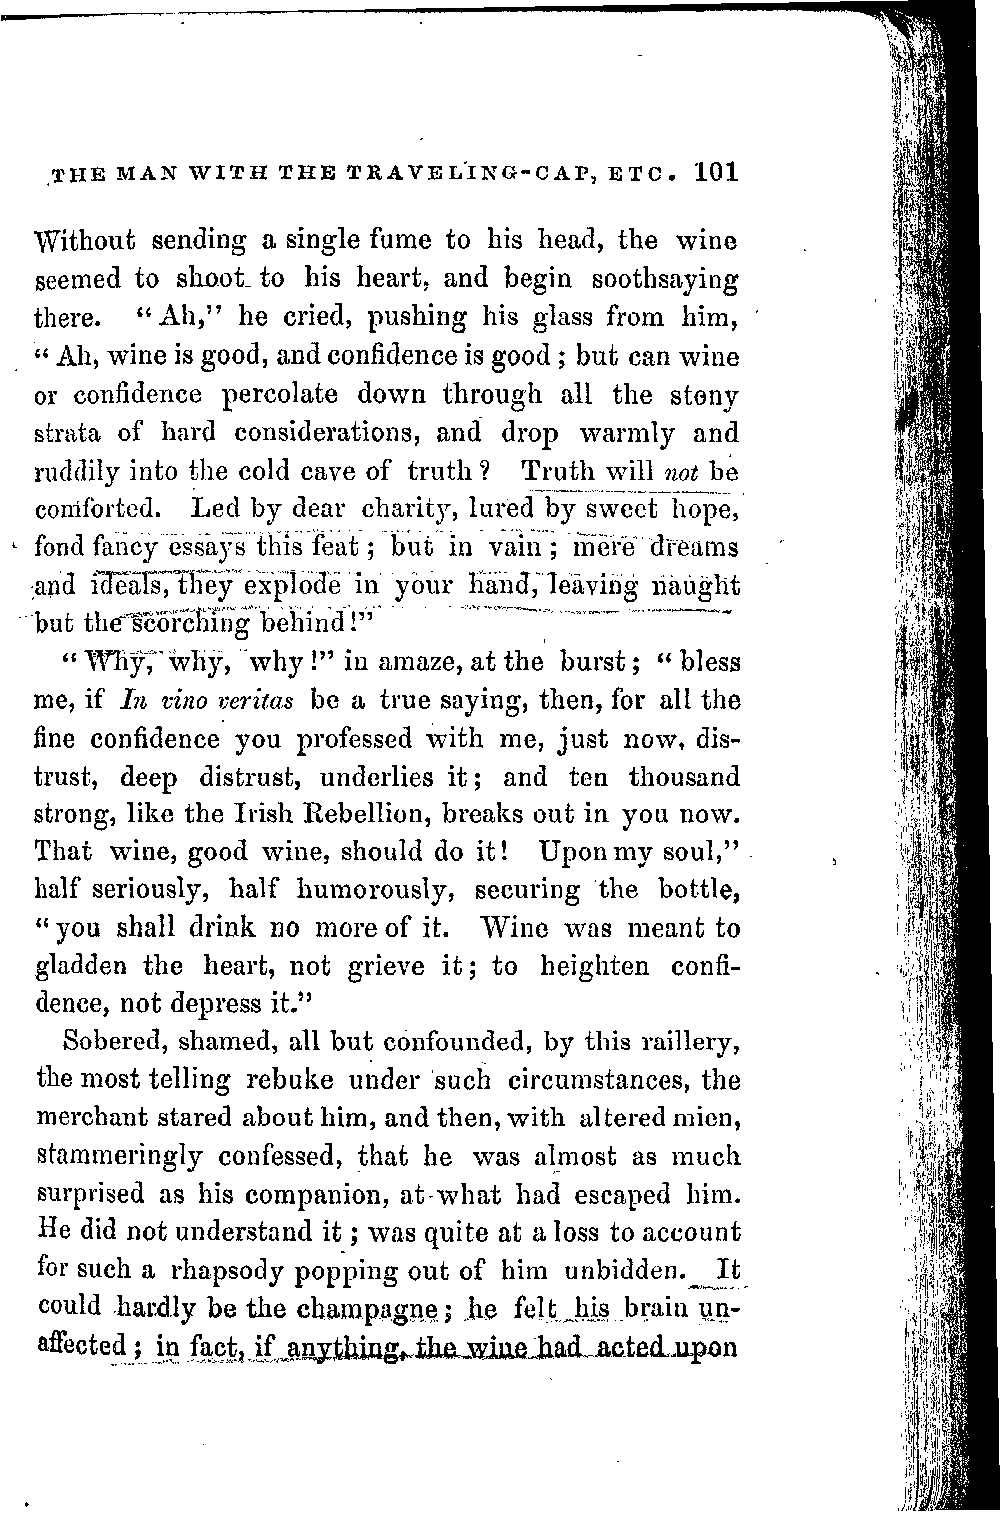 THE MAN WITH THE TRAVELING-CAP, ETC. 101
Without sending a single fume to his head, the wine
seemed to shoot to his heart, and begin soothsaying
there. "Ah," he cried, pushing his glass from him,
"Ah, wine is good, and confidence is good; but can wine
or confidence percolate down through all the stony
strata of hard considerations, and drop warmly and
ruddily into the cold cave of truth? Truth will not be
comforted. Led by dear charity, lured by sweet hope,
fond fancy essays this feat; but in vain; mere dreams
and ideals, they explode in your hand, leaving naught
but the scorching behind!"
"Why, why, why!" in amaze, at the burst; "bless
me, if In vino veritas be a true saying, then, for all the
fine confidence you professed with me, just now, dis-
trust, deep distrust, underlies it; and ten thousand
strong, like the Irish Rebellion, breaks out in you now.
That wine, good wine, should do it! Upon my soul,"
half seriously, half humorously, securing the bottle,
"you shall drink no more of it. Wine was meant to
gladden the heart, not grieve it; to heighten confi-
dence, not depress it."
Sobered, shamed, all but confounded, by this raillery,
the most telling rebuke under such circumstances, the
merchant stared about him, and then, with altered mien,
stammeringly confessed, that he was almost as much
surprised as his companion, at what had escaped him.
He did not understand it; was quite at a loss to account
for such a rhapsody popping out of him unbidden. It
could hardly be the champagne; he felt his brain un-
affected; in fact, if anything, the wine had acted upon